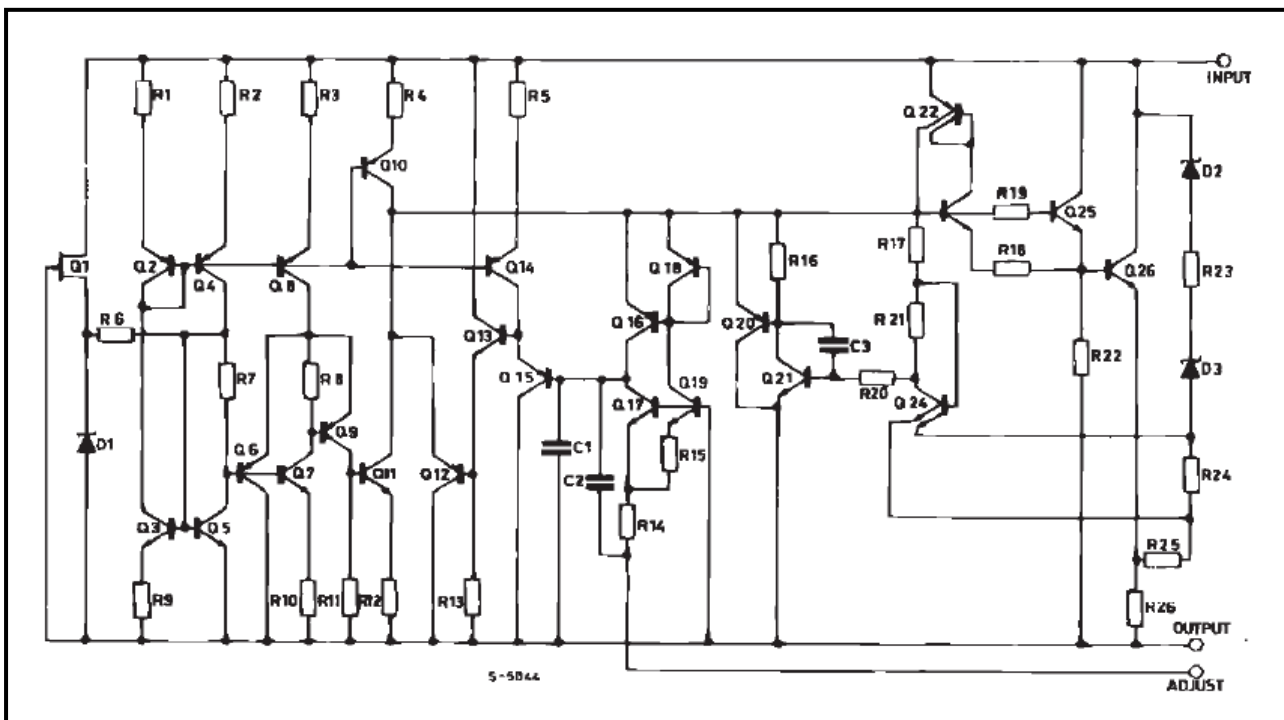 INPUT
R1 R2 R3 R4 R5
Q22
Q10
D2
R19
Q25
R17 R18
Q1 Q2 Q4 Q8 Q14 Q18 R16 Q26 R23
R6 Q13 Q16 Q20 R21
C3
R7 R8 Q15 Q21 R22 D3
Q17 Q19 R20 Q24
D1 Q6 Q9 C1 R15
Q7 Q11 Q12 C2 R24
Q3 Q5 R14
R25
R9 R10 R11 R12 R13 R26
OUTPUT
S-5044
ADJUST